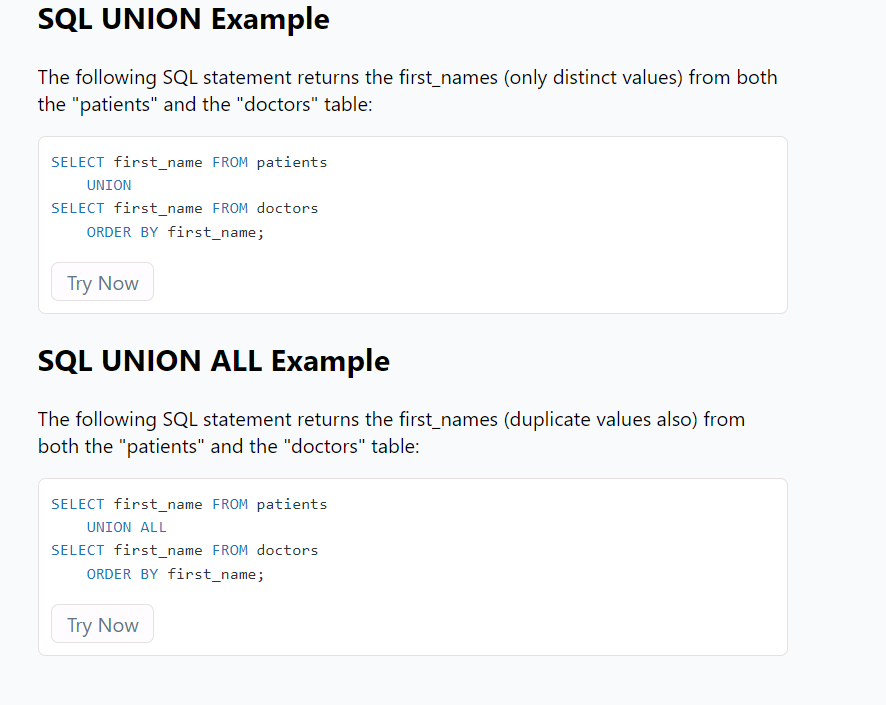 SQL UNION Example
The following SQL statement returns the first_names (only distinct values) from both
the "patients" and the "doctors" table:
SELECT first_name FROM patients
    UNION
SELECT first_name FROM doctors
    ORDER BY first_name;
Try Now
SQL UNION ALL Example
The following SQL statement returns the first_names (duplicate values also) from
both the "patients" and the "doctors" table:
SELECT first_name FROM patients
    UNION ALL
SELECT first_name FROM doctors
    ORDER BY first_name;
Try Now